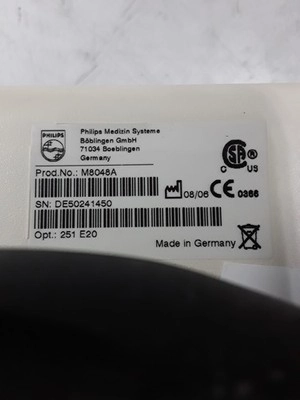 PHILIPS
Philips Medizin Systeme
Böblingen GmbH
71034 Boeblingen
Germany
C SA US
Prod.No.: M8048A
08/06 CE 0366
SN: DE50241450
Opt.: 251 E20
Made in Germany